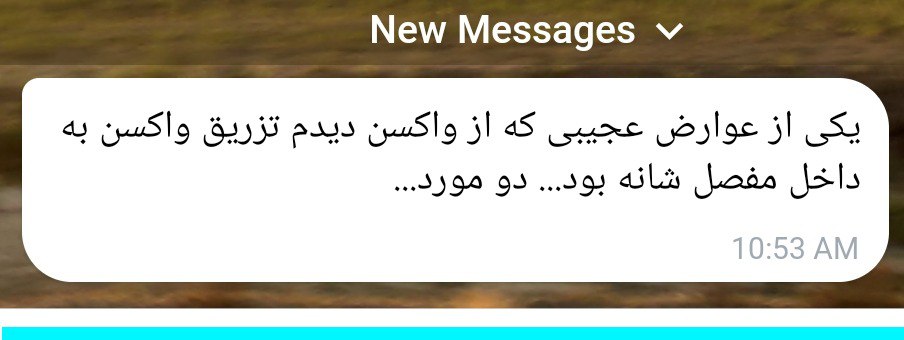 New Messages
یکی از عوارض عجیبی که از واکسن دیدم تزریق واکسن به
داخل مفصل شانه بود... دو مورد...
10:53 AM